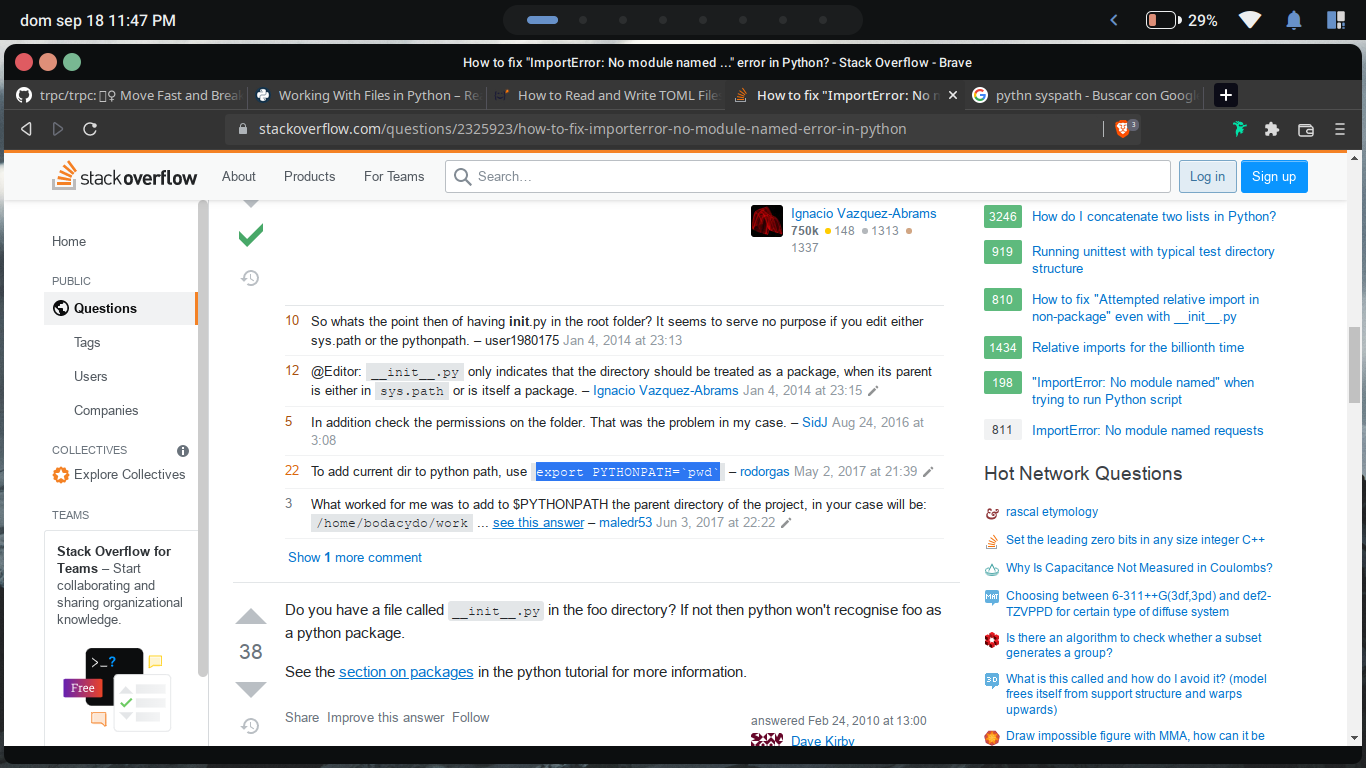 dom sep 18 11:47 PM
29%
How to fix "ImportError: No module named ..." error in Python? - Stack Overflow - Brave
trpc/trpc: Move Fast and Break
Working With Files in Python – Re
How to Read and Write TOML File
How to fix "ImportError: No n
pythn syspath - Buscar con Google
stackoverflow.com/questions/2325923/how-to-fix-importerror-no-module-named-error-in-python
3
stackoverflow
About
Products
For Teams
Search...
Log in
Sign up
Home
PUBLIC
Questions
Tags
Users
Companies
COLLECTIVES
Explore Collectives
TEAMS
Stack Overflow for
Teams – Start
collaborating and
sharing organizational
knowledge.
>_?
Free
Ignacio Vazquez-Abrams
750k 148 1313
1337
10 So whats the point then of having init.py in the root folder? It seems to serve no purpose if you edit either
sys.path or the pythonpath. – user1980175 Jan 4, 2014 at 23:13
12 @Editor: __init__.py only indicates that the directory should be treated as a package, when its parent
is either in sys.path or is itself a package. – Ignacio Vazquez-Abrams Jan 4, 2014 at 23:15
5 In addition check the permissions on the folder. That was the problem in my case. – SidJ Aug 24, 2016 at
3:08
22 To add current dir to python path, use export PYTHONPATH=`pwd` – rodorgas May 2, 2017 at 21:39
3 What worked for me was to add to $PYTHONPATH the parent directory of the project, in your case will be:
/home/bodacydo/work ... see this answer – maledr53 Jun 3, 2017 at 22:22
Show 1 more comment
38
Do you have a file called __init__.py in the foo directory? If not then python won't recognise foo as
a python package.
See the section on packages in the python tutorial for more information.
Share Improve this answer Follow
answered Feb 24, 2010 at 13:00
Dave Kirby
3246 How do I concatenate two lists in Python?
919 Running unittest with typical test directory
structure
810 How to fix "Attempted relative import in
non-package" even with __init__.py
1434 Relative imports for the billionth time
198 "ImportError: No module named" when
trying to run Python script
811 ImportError: No module named requests
Hot Network Questions
rascal etymology
Set the leading zero bits in any size integer C++
Why Is Capacitance Not Measured in Coulombs?
MAT
Choosing between 6-311++G(3df,3pd) and def2-
TZVPPD for certain type of diffuse system
Is there an algorithm to check whether a subset
generates a group?
3D
What is this called and how do I avoid it? (model
frees itself from support structure and warps
upwards)
Draw impossible figure with MMA, how can it be